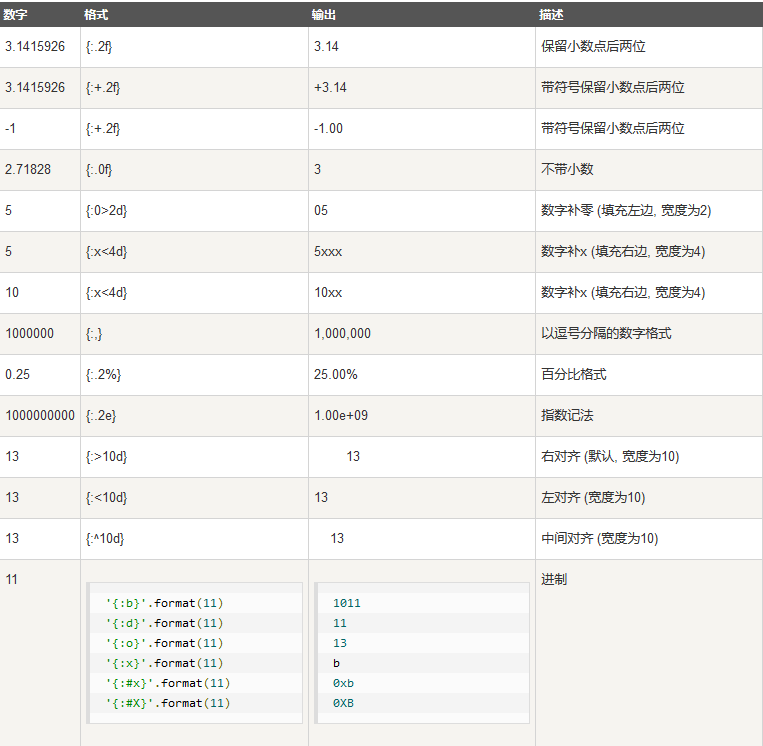 数字 格式 输出 描述
3.1415926 {:.2f} 3.14 保留小数点后两位
3.1415926 {:+.2f} +3.14 带符号保留小数点后两位
-1 {:+.2f} -1.00 带符号保留小数点后两位
2.71828 {:.0f} 3 不带小数
5 {:0>2d} 05 数字补零 (填充左边, 宽度为2)
5 {:x<4d} 5xxx 数字补x (填充右边, 宽度为4)
10 {:x<4d} 10xx 数字补x (填充右边, 宽度为4)
1000000 {:,} 1,000,000 以逗号分隔的数字格式
0.25 {:.2%} 25.00% 百分比格式
1000000000 {:.2e} 1.00e+09 指数记法
13 {:>10d} 13 右对齐 (默认, 宽度为10)
13 {:<10d} 13 左对齐 (宽度为10)
13 {:^10d} 13 中间对齐 (宽度为10)
11 进制
'{:b}'.format(11) 1011
'{:d}'.format(11) 11
'{:o}'.format(11) 13
'{:x}'.format(11) b
'{:#x}'.format(11) 0xb
'{:#X}'.format(11) 0XB